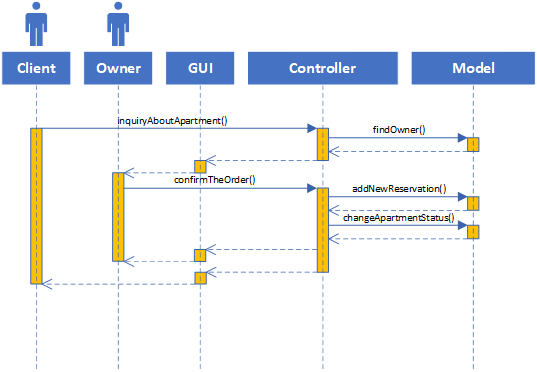 Client
Owner
GUI
Controller
Model
inquiryAboutApartment()
findOwner()
confirmTheOrder()
addNewReservation()
changeApartmentStatus()